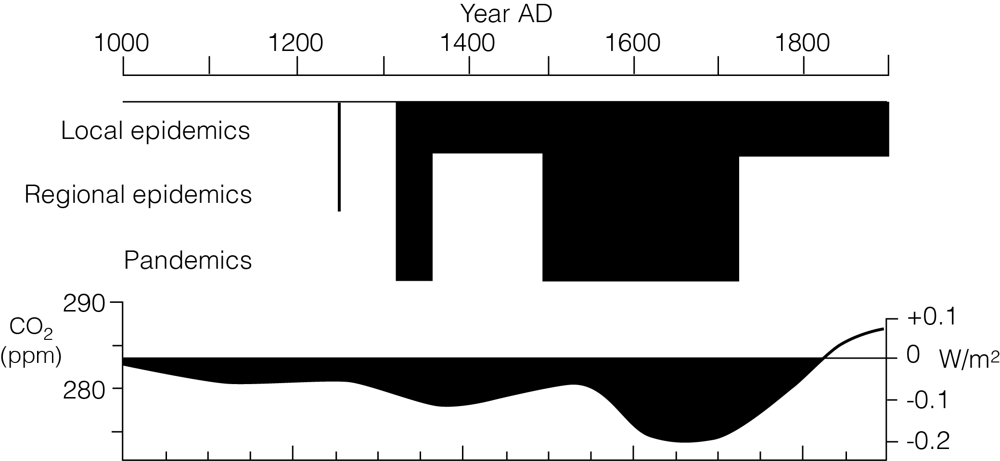 Year AD
1000 1200 1400 1600 1800
Local epidemics
Regional epidemics
Pandemics
290
CO₂
(ppm)
280
+0.1
0 W/m²
-0.1
-0.2